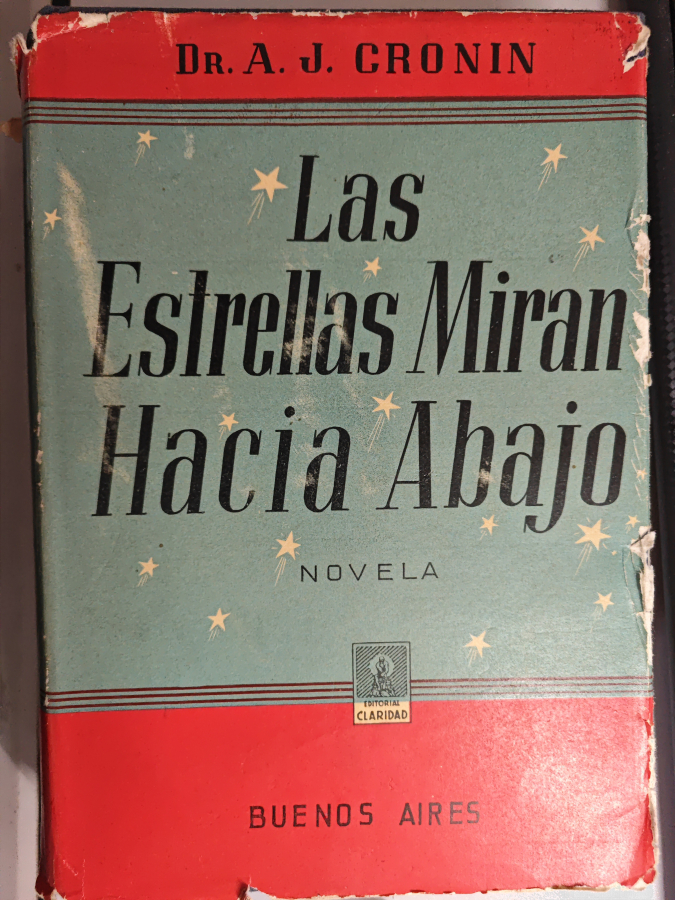 DR. A. J. CRONIN
Las
Estrellas Miran
Hacia Abajo
NOVELA
EDITORIAL
CLARIDAD
BUENOS AIRES